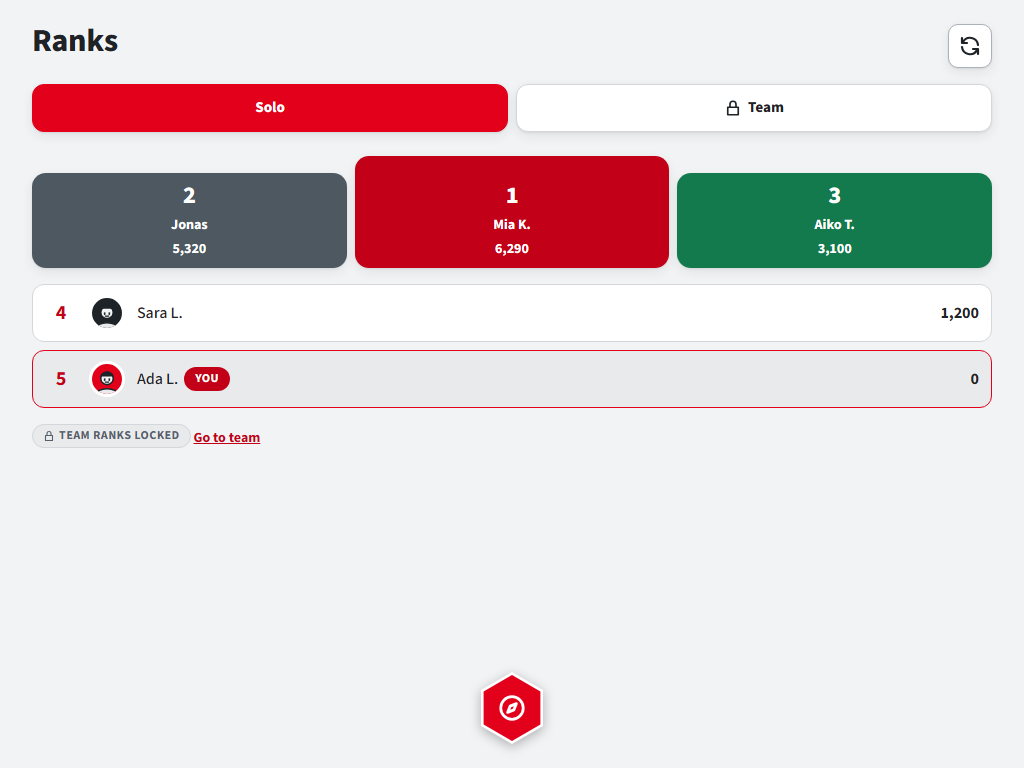 Ranks
Solo
Team
2
Jonas
5,320
1
Mia K.
6,290
3
Aiko T.
3,100
4 Sara L. 1,200
5 Ada L. YOU 0
TEAM RANKS LOCKED Go to team